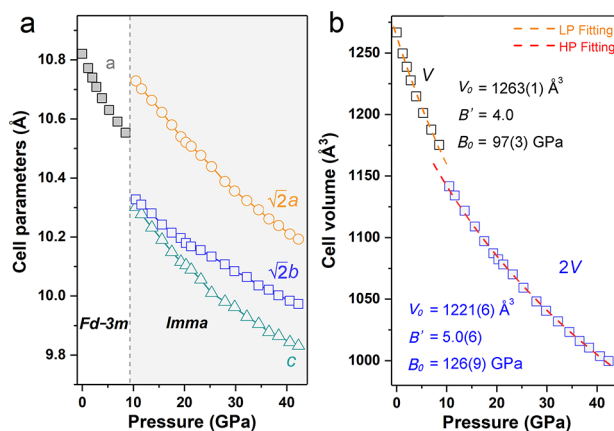 a
10.8
10.6
10.4
10.2
10.0
9.8
Cell parameters (Å)
a
√2a
√2b
c
Fd-3m
Imma
0
10
20
30
40
Pressure (GPa)
b
LP Fitting
HP Fitting
1250
1200
1150
1100
1050
1000
Cell volume (Å³)
V
V₀ = 1263(1) Å³
B' = 4.0
B₀ = 97(3) GPa
2V
V₀ = 1221(6) Å³
B' = 5.0(6)
B₀ = 126(9) GPa
0
10
20
30
40
Pressure (GPa)